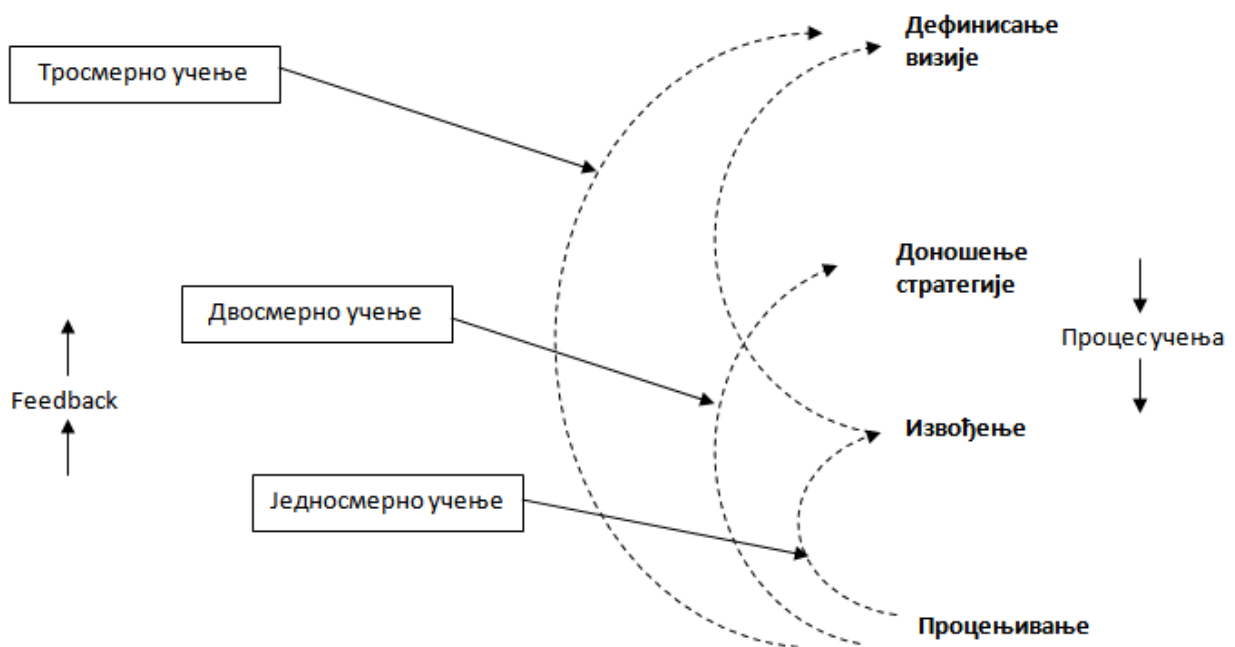 Дефинисање
визије
Тросмерно учење
Доношење
стратегије
Двосмерно учење
Процес учења
Feedback
Извођење
Једносмерно учење
Процењивање